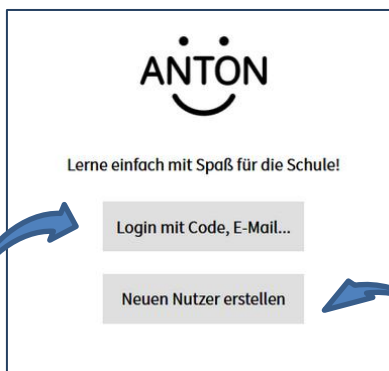 ANTON
Lerne einfach mit Spaß für die Schule!
Login mit Code, E-Mail...
Neuen Nutzer erstellen